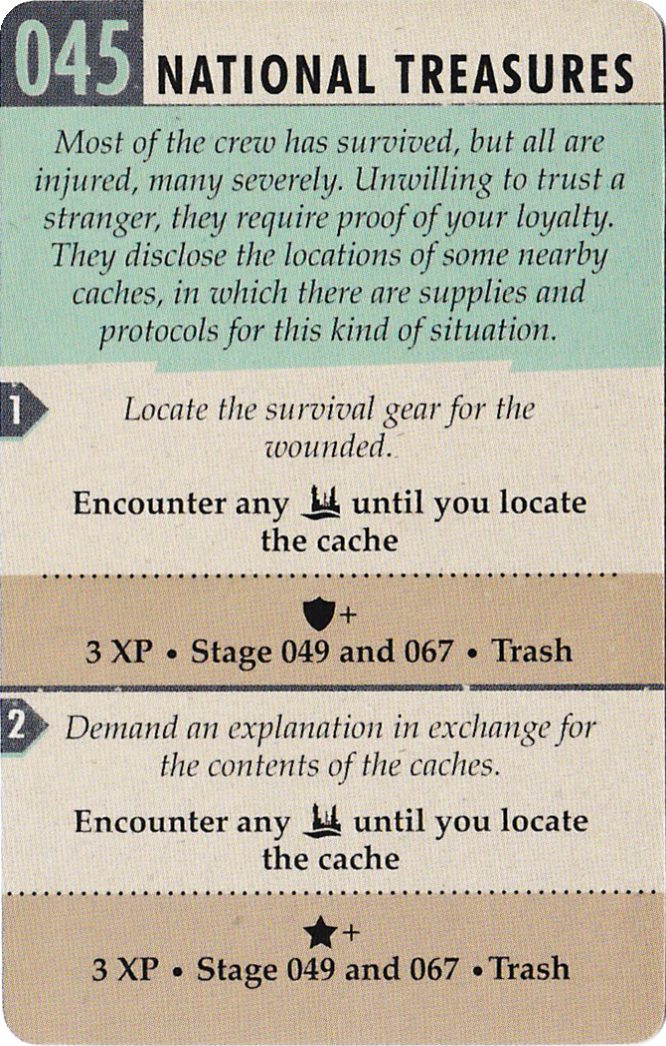 045 NATIONAL TREASURES
Most of the crew has survived, but all are
injured, many severely. Unwilling to trust a
stranger, they require proof of your loyalty.
They disclose the locations of some nearby
caches, in which there are supplies and
protocols for this kind of situation.
1 Locate the survival gear for the
wounded.
Encounter any until you locate
the cache
+
3 XP • Stage 049 and 067 • Trash
2 Demand an explanation in exchange for
the contents of the caches.
Encounter any until you locate
the cache
+
3 XP • Stage 049 and 067 • Trash